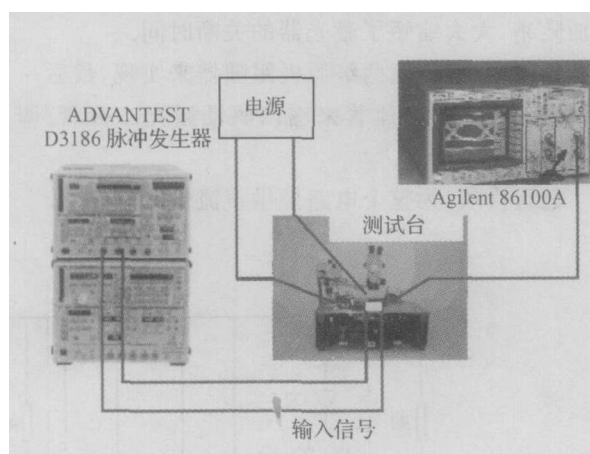 电源
ADVANTEST
D3186 脉冲发生器
Agilent 86100A
测试台
输入信号